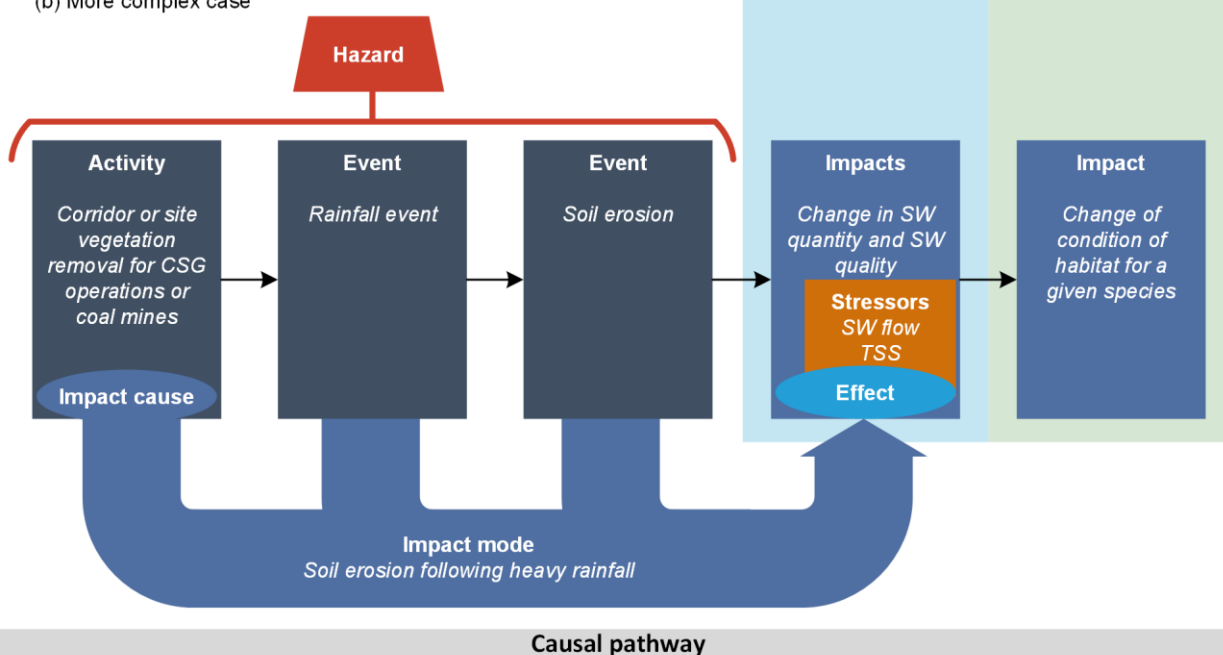 (b) More complex case
Hazard
Activity
Corridor or site
vegetation
removal for CSG
operations or
coal mines
Impact cause
Event
Rainfall event
Event
Soil erosion
Impacts
Change in SW
quantity and SW
quality
Stressors
SW flow
TSS
Effect
Impact
Change of
condition of
habitat for a
given species
Impact mode
Soil erosion following heavy rainfall
Causal pathway